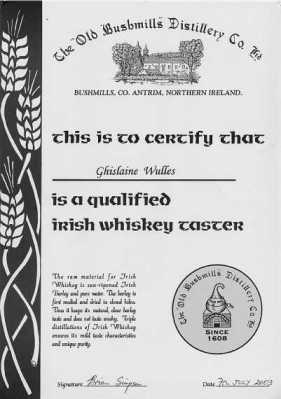 The "Old Bushmills" Distillery Co. Ltd
BUSHMILLS, CO. ANTRIM, NORTHERN IRELAND.
this is to certify that
Ghislaine Wulles
is a qualified
irish whiskey taster
The raw material for Irish
Whiskey is sun-ripened Irish
Barley and pure water. The barley is
first malted and dried in closed kilns.
Thus it keeps its natural, clear barley
taste and does not taste smoky. Triple
distillations of Irish Whiskey
ensures its mild taste characteristics
and unique purity.
The Old Bushmills Distillery Co Ltd
SINCE
1608
Signature
Date 7th JULY 2003